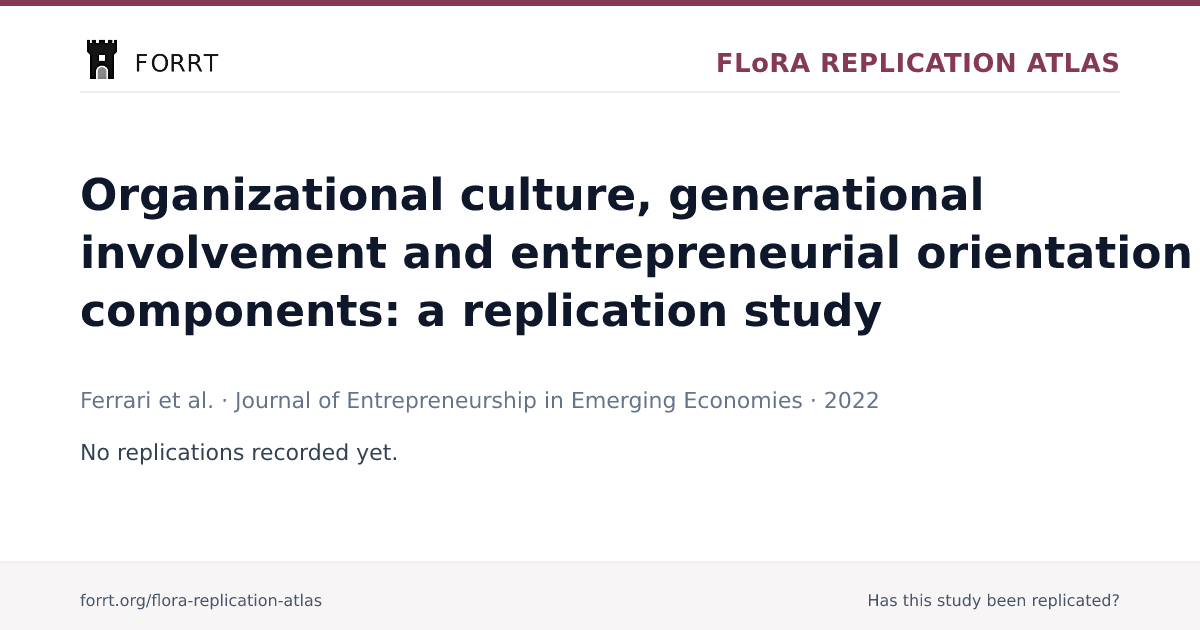 FORRT
FLoRA REPLICATION ATLAS
Organizational culture, generational
involvement and entrepreneurial orientation
components: a replication study
Ferrari et al. · Journal of Entrepreneurship in Emerging Economies · 2022
No replications recorded yet.
forrt.org/flora-replication-atlas
Has this study been replicated?